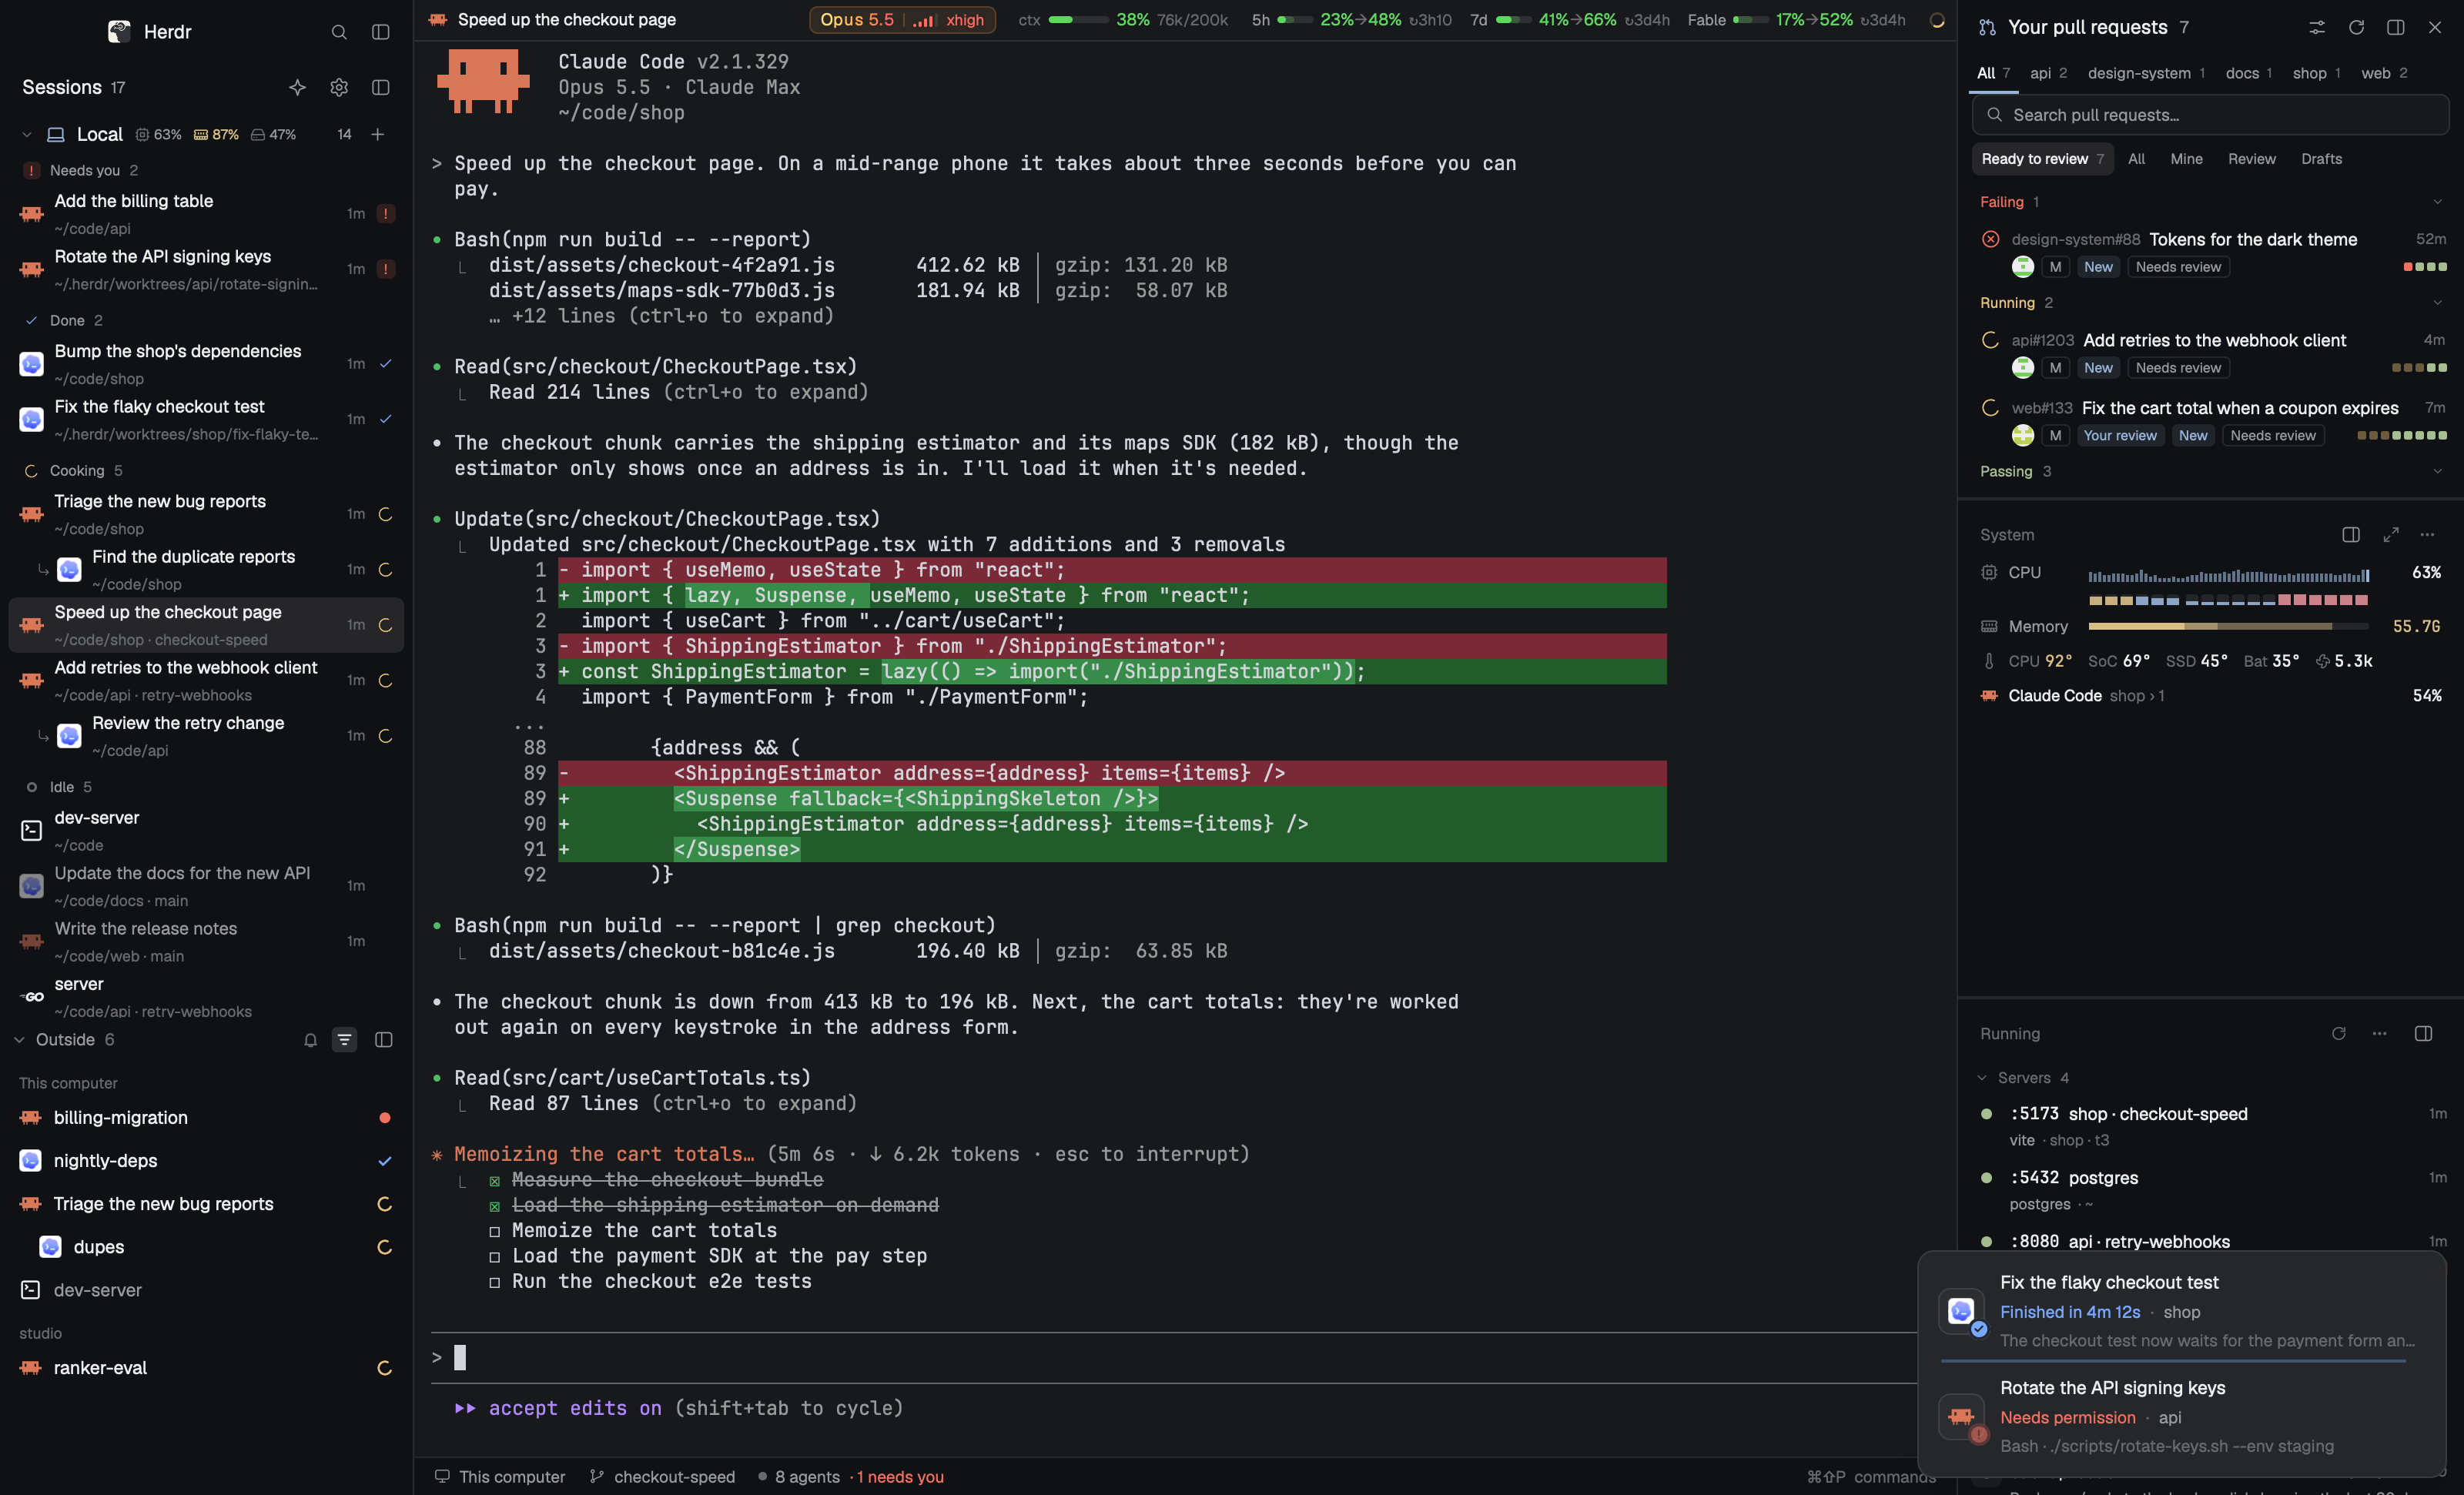 Herdr
Sessions 17
Local 63% 87% 47% 14
Needs you 2
Add the billing table
~/code/api
1m
Rotate the API signing keys
~/.herdr/worktrees/api/rotate-signin…
1m
Done 2
Bump the shop's dependencies
~/code/shop
1m
Fix the flaky checkout test
~/.herdr/worktrees/shop/fix-flaky-te…
1m
Cooking 5
Triage the new bug reports
~/code/shop
1m
Find the duplicate reports
~/code/shop
1m
Speed up the checkout page
~/code/shop · checkout-speed
1m
Add retries to the webhook client
~/code/api · retry-webhooks
1m
Review the retry change
~/code/api
1m
Idle 5
dev-server
~/code
Update the docs for the new API
~/code/docs · main
1m
Write the release notes
~/code/web · main
1m
server
~/code/api · retry-webhooks
Outside 6
This computer
billing-migration
nightly-deps
Triage the new bug reports
dupes
dev-server
studio
ranker-eval
Speed up the checkout page
Opus 5.5 | xhigh
ctx 38% 76k/200k 5h 23%→48% ↻3h10 7d 41%→66% ↻3d4h Fable 17%→52% ↻3d4h
Claude Code v2.1.329
Opus 5.5 · Claude Max
~/code/shop
> Speed up the checkout page. On a mid-range phone it takes about three seconds before you can
pay.
Bash(npm run build -- --report)
dist/assets/checkout-4f2a91.js 412.62 kB │ gzip: 131.20 kB
dist/assets/maps-sdk-77b0d3.js 181.94 kB │ gzip: 58.07 kB
… +12 lines (ctrl+o to expand)
Read(src/checkout/CheckoutPage.tsx)
Read 214 lines (ctrl+o to expand)
The checkout chunk carries the shipping estimator and its maps SDK (182 kB), though the
estimator only shows once an address is in. I'll load it when it's needed.
Update(src/checkout/CheckoutPage.tsx)
Updated src/checkout/CheckoutPage.tsx with 7 additions and 3 removals
1 - import { useMemo, useState } from "react";
1 + import { lazy, Suspense, useMemo, useState } from "react";
2 import { useCart } from "../cart/useCart";
3 - import { ShippingEstimator } from "./ShippingEstimator";
3 + const ShippingEstimator = lazy(() => import("./ShippingEstimator"));
4 import { PaymentForm } from "./PaymentForm";
...
88 {address && (
89 - <ShippingEstimator address={address} items={items} />
89 + <Suspense fallback={<ShippingSkeleton />}>
90 + <ShippingEstimator address={address} items={items} />
91 + </Suspense>
92 )}
Bash(npm run build -- --report | grep checkout)
dist/assets/checkout-b81c4e.js 196.40 kB │ gzip: 63.85 kB
The checkout chunk is down from 413 kB to 196 kB. Next, the cart totals: they're worked
out again on every keystroke in the address form.
Read(src/cart/useCartTotals.ts)
Read 87 lines (ctrl+o to expand)
Memoizing the cart totals… (5m 6s · ↓ 6.2k tokens · esc to interrupt)
Measure the checkout bundle
Load the shipping estimator on demand
Memoize the cart totals
Load the payment SDK at the pay step
Run the checkout e2e tests
>
accept edits on (shift+tab to cycle)
This computer checkout-speed 8 agents · 1 needs you
⌘⇧P commands
Your pull requests 7
All 7 api 2 design-system 1 docs 1 shop 1 web 2
Search pull requests…
Ready to review 7 All Mine Review Drafts
Failing 1
design-system#88 Tokens for the dark theme 52m
M New Needs review
Running 2
api#1203 Add retries to the webhook client 4m
M New Needs review
web#133 Fix the cart total when a coupon expires 7m
M Your review New Needs review
Passing 3
System
CPU 63%
Memory 55.7G
CPU 92° SoC 69° SSD 45° Bat 35° 5.3k
Claude Code shop › 1 54%
Running
Servers 4
:5173 shop · checkout-speed 1m
vite · shop · t3
:5432 postgres 1m
postgres · ~
:8080 api · retry-webhooks 1m
Fix the flaky checkout test
Finished in 4m 12s · shop
The checkout test now waits for the payment form an…
Rotate the API signing keys
Needs permission · api
Bash · ./scripts/rotate-keys.sh --env staging